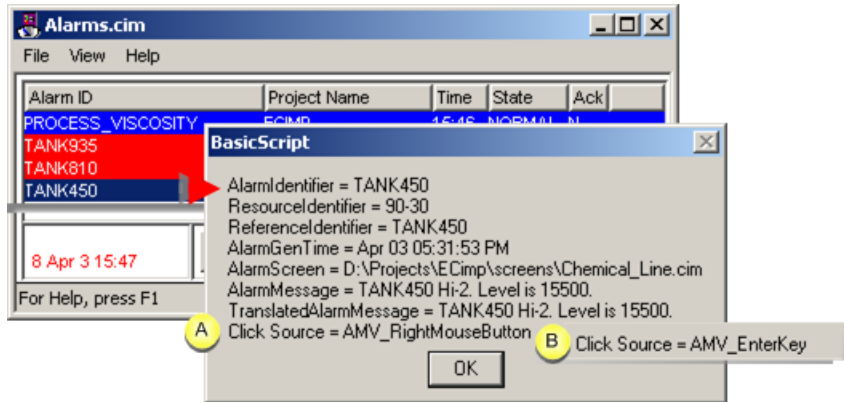 Alarms.cim
File View Help
Alarm ID Project Name Time State Ack
PROCESS_VISCOSITY
TANK935
TANK810
TANK450
BasicScript
AlarmIdentifier = TANK450
ResourceIdentifier = 90-30
ReferenceIdentifier = TANK450
AlarmGenTime = Apr 03 05:31:53 PM
AlarmScreen = D:\Projects\ECimp\screens\Chemical_Line.cim
AlarmMessage = TANK450 Hi-2. Level is 15500.
TranslatedAlarmMessage = TANK450 Hi-2. Level is 15500.
A Click Source = AMV_RightMouseButton
B Click Source = AMV_EnterKey
OK
8 Apr 3 15:47
For Help, press F1